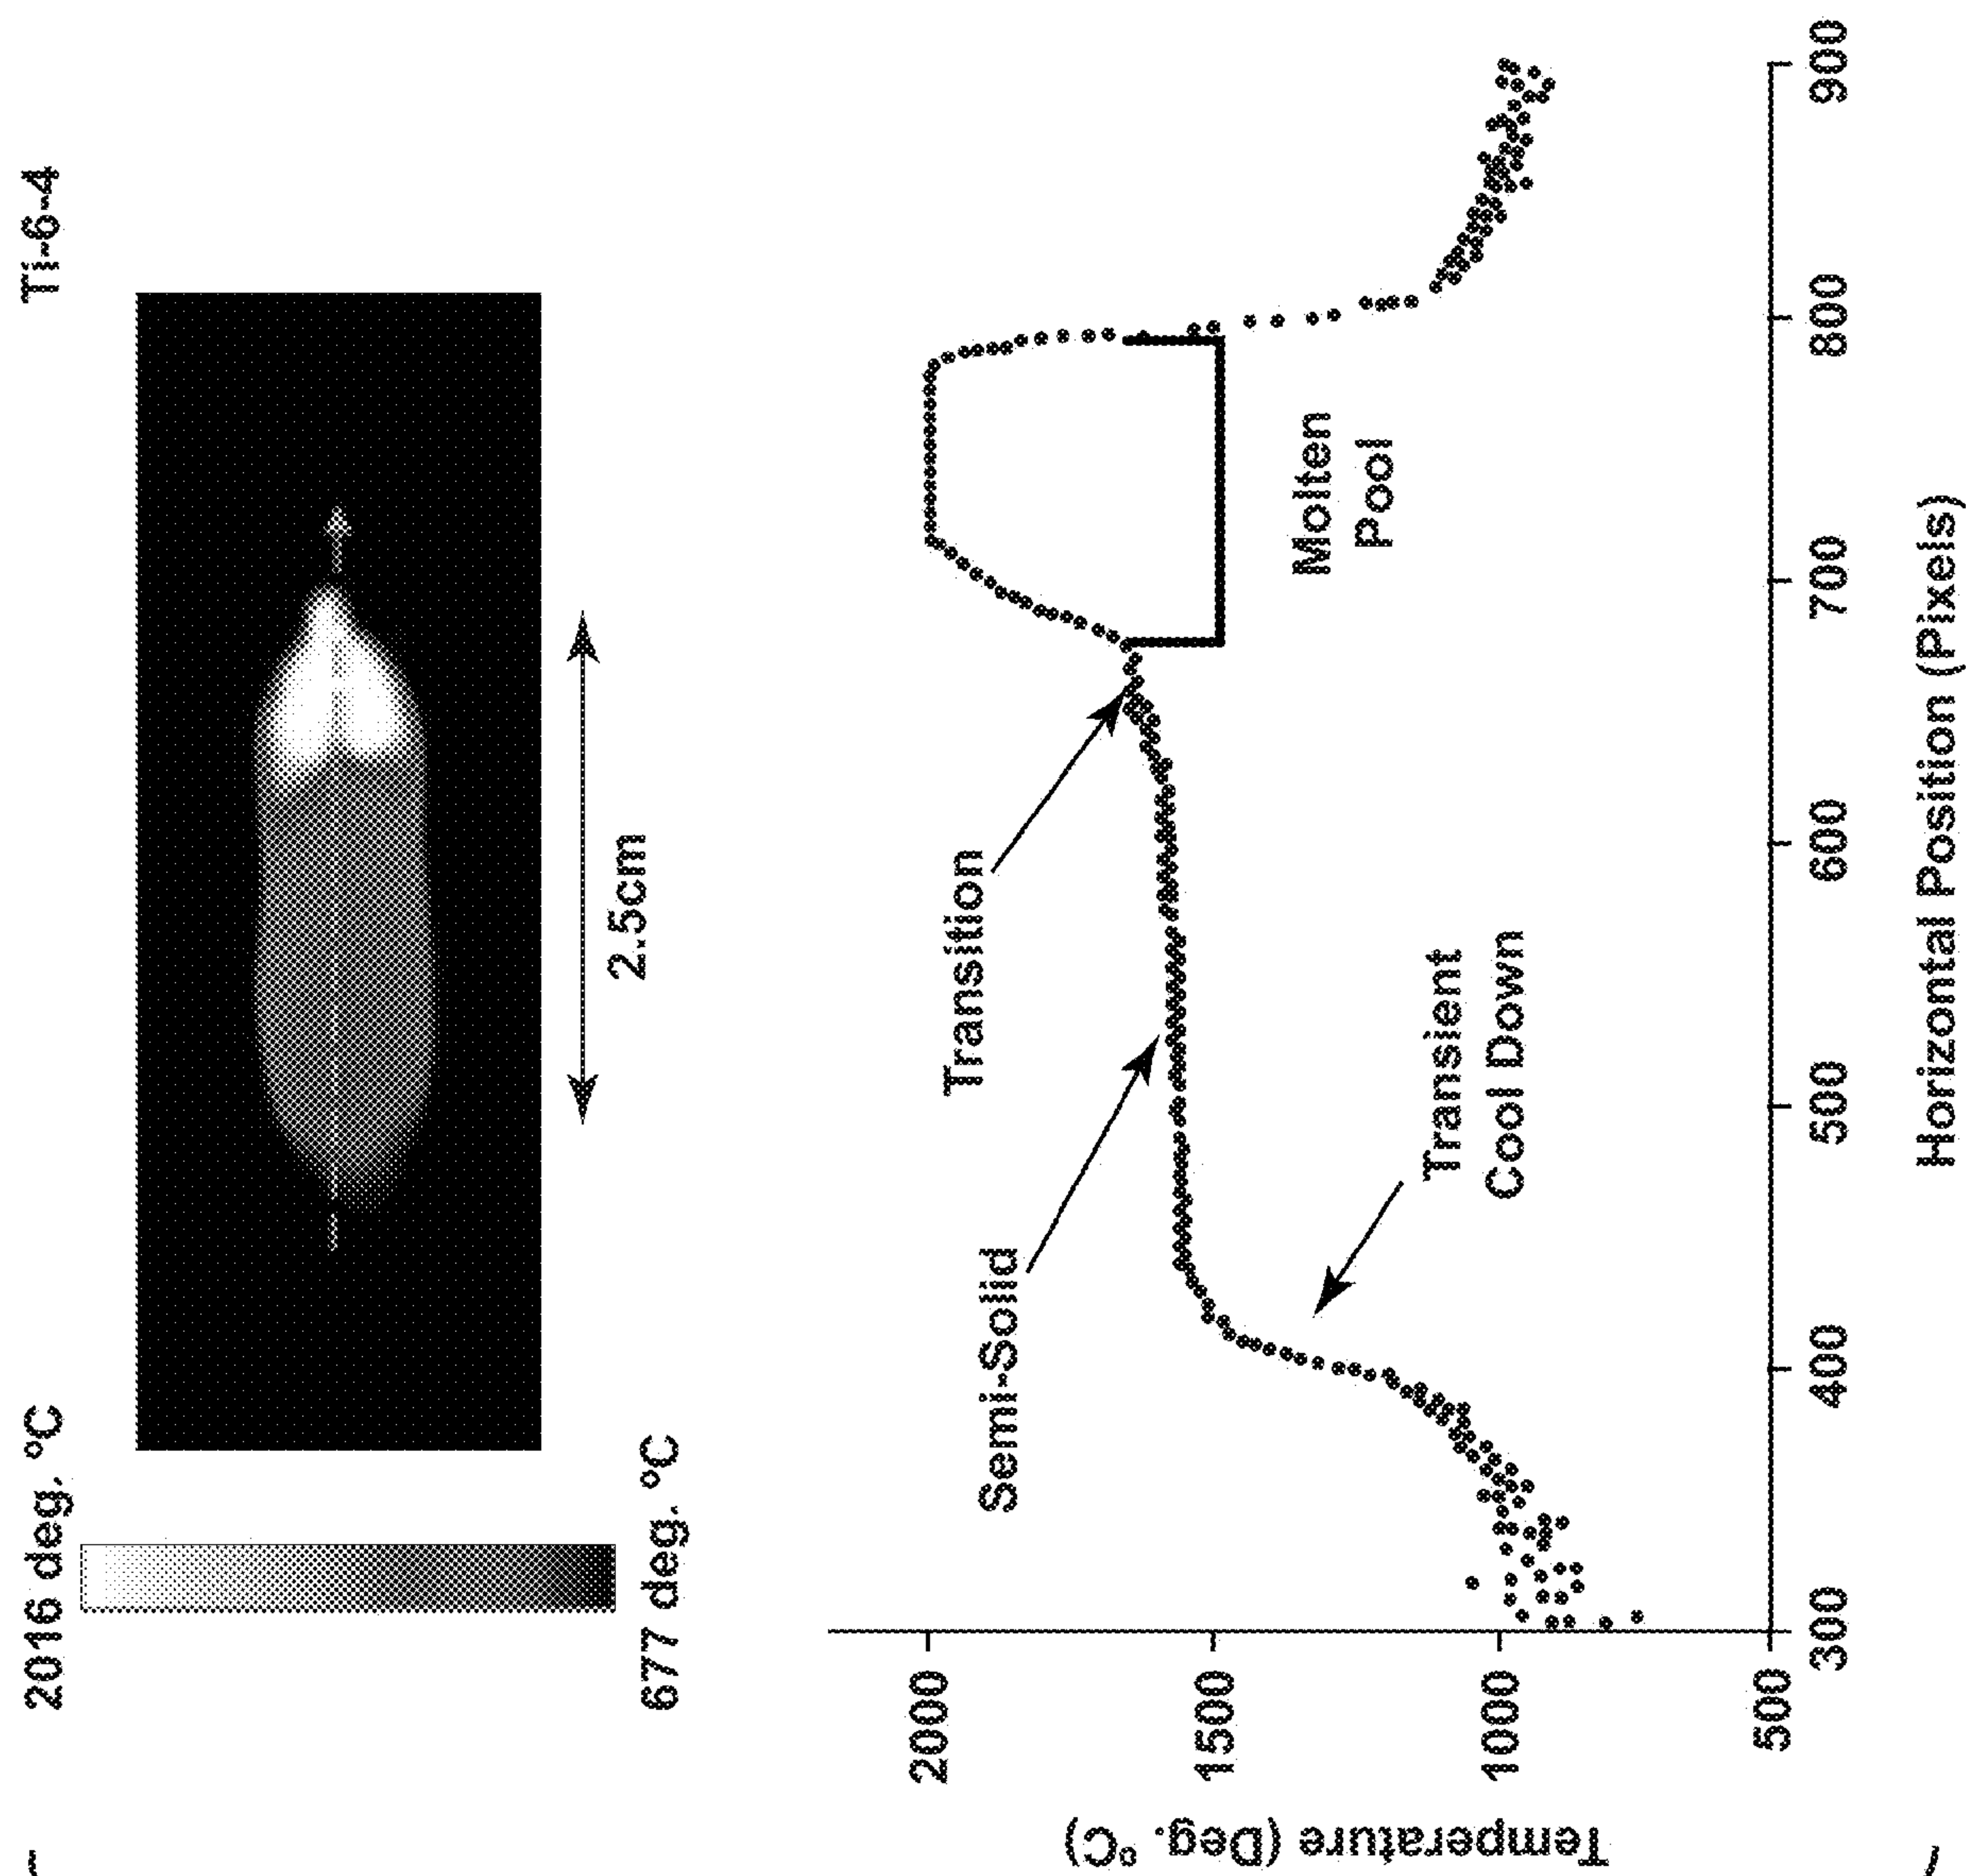 Ti-6-4
2016 deg. °C
677 deg. °C
2.5cm
Temperature (Deg. °C)
2000
1500
1000
500
Semi-Solid
Transition
Transient
Cool Down
Molten
Pool
300
400
500
600
700
800
900
Horizontal Position (Pixels)